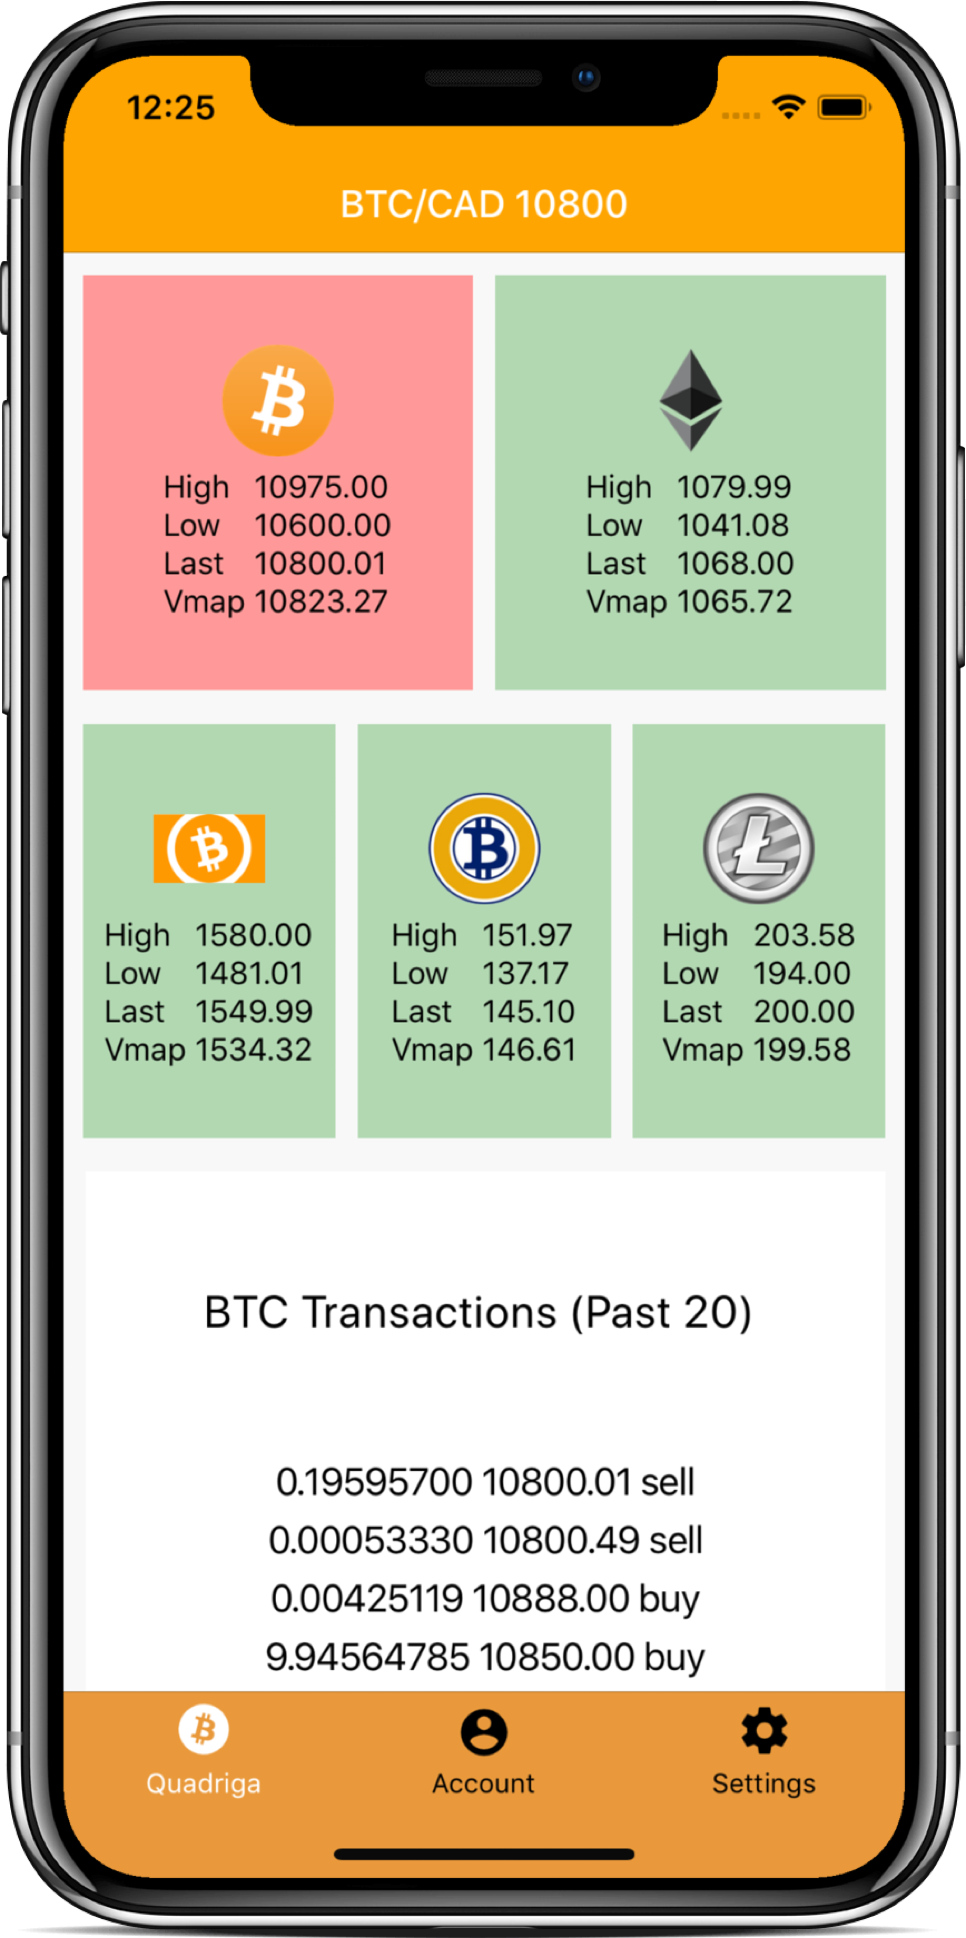 12:25
BTC/CAD 10800
High 10975.00
Low 10600.00
Last 10800.01
Vmap 10823.27
High 1079.99
Low 1041.08
Last 1068.00
Vmap 1065.72
High 1580.00
Low 1481.01
Last 1549.99
Vmap 1534.32
High 151.97
Low 137.17
Last 145.10
Vmap 146.61
High 203.58
Low 194.00
Last 200.00
Vmap 199.58
BTC Transactions (Past 20)
0.19595700 10800.01 sell
0.00053330 10800.49 sell
0.00425119 10888.00 buy
9.94564785 10850.00 buy
Quadriga
Account
Settings